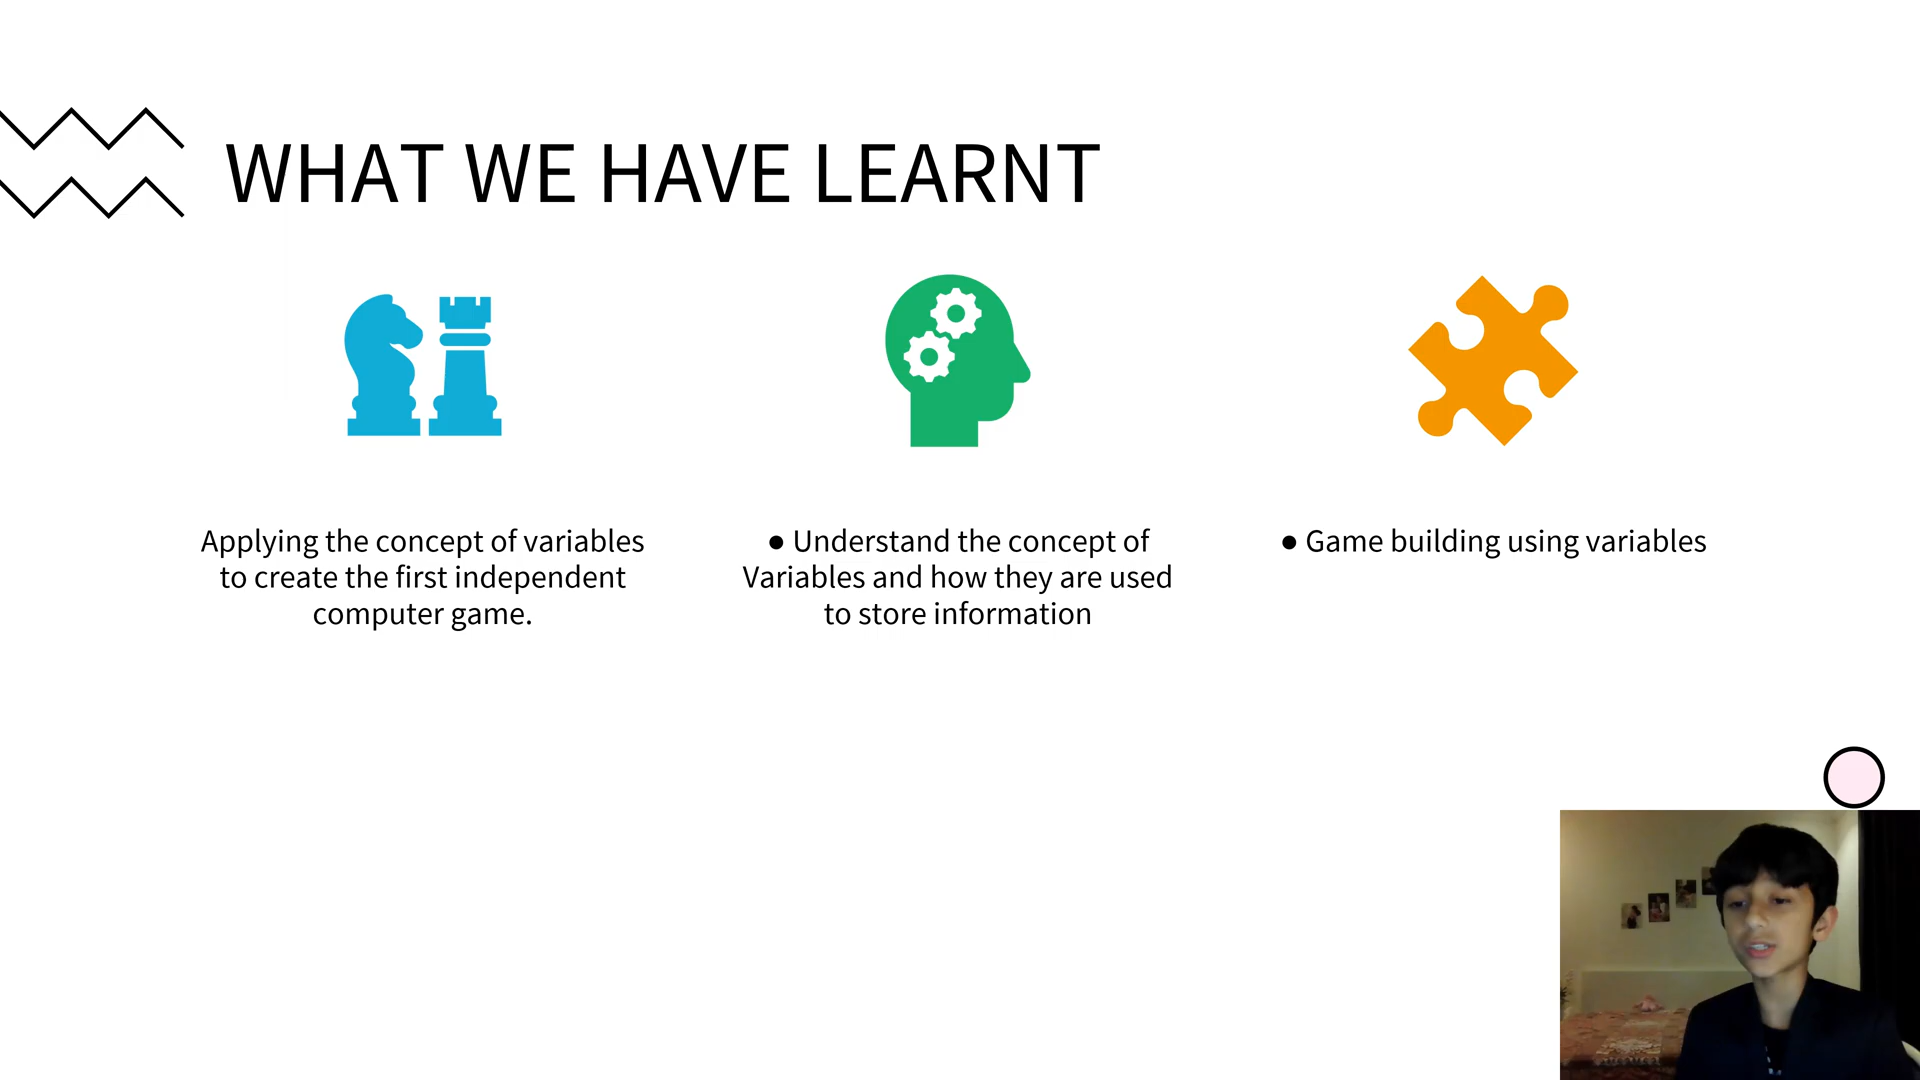 WHAT WE HAVE LEARNT
Applying the concept of variables
to create the first independent
computer game.
● Understand the concept of
Variables and how they are used
to store information
● Game building using variables